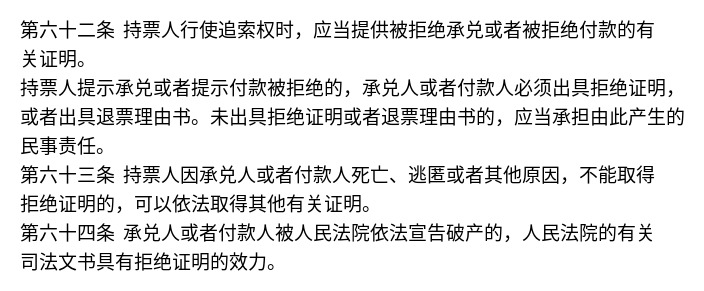 第六十二条 持票人行使追索权时，应当提供被拒绝承兑或者被拒绝付款的有
关证明。
持票人提示承兑或者提示付款被拒绝的，承兑人或者付款人必须出具拒绝证明，
或者出具退票理由书。未出具拒绝证明或者退票理由书的，应当承担由此产生的
民事责任。
第六十三条 持票人因承兑人或者付款人死亡、逃匿或者其他原因，不能取得
拒绝证明的，可以依法取得其他有关证明。
第六十四条 承兑人或者付款人被人民法院依法宣告破产的，人民法院的有关
司法文书具有拒绝证明的效力。